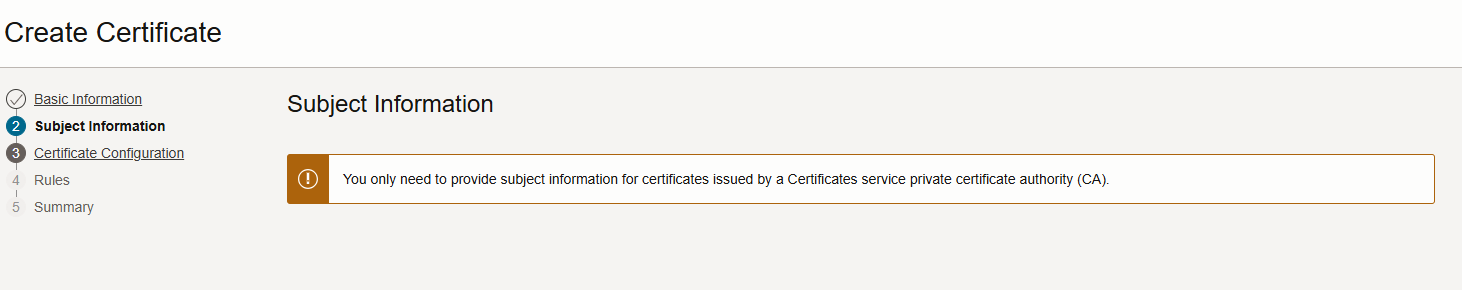 Create Certificate
Basic Information
2 Subject Information
3 Certificate Configuration
4 Rules
5 Summary
Subject Information
You only need to provide subject information for certificates issued by a Certificates service private certificate authority (CA).